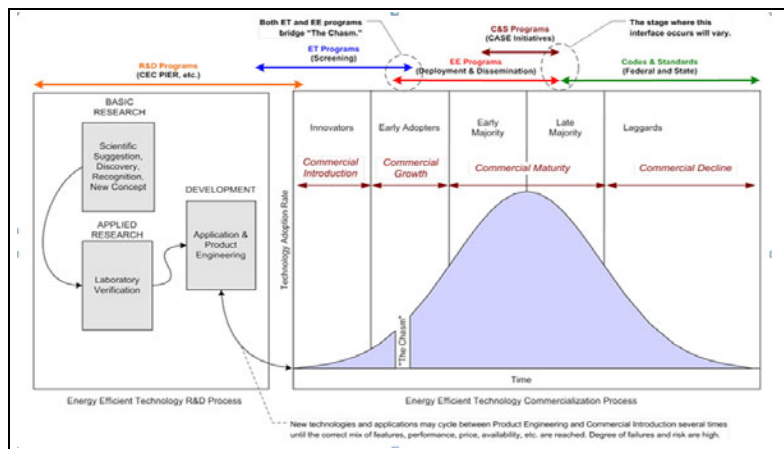 Both ET and EE programs
bridge "The Chasm."
C&S Programs
(CASE Initiatives)
The stage where this
interface occurs will vary.
R&D Programs
(CEC PIER, etc.)
ET Programs
(Screening)
EE Programs
(Deployment & Dissemination)
Codes & Standards
(Federal and State)
BASIC
RESEARCH
Scientific
Suggestion,
Discovery,
Recognition,
New Concept
DEVELOPMENT
Application &
Product
Engineering
APPLIED
RESEARCH
Laboratory
Verification
Technology Adoption Rate
Innovators
Early Adopters
Early
Majority
Late
Majority
Laggards
Commercial
Introduction
Commercial
Growth
Commercial Maturity
Commercial Decline
"The Chasm"
Time
Energy Efficient Technology R&D Process
Energy Efficient Technology Commercialization Process
New technologies and applications may cycle between Product Engineering and Commercial Introduction several times
until the correct mix of features, performance, price, availability, etc. are reached. Degree of failures and risk are high.